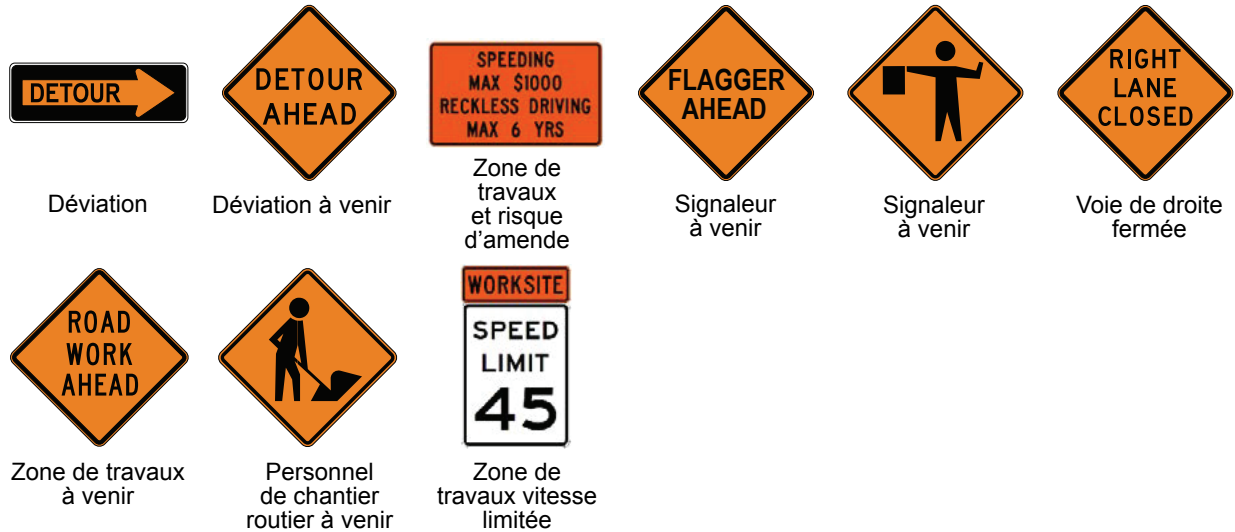 DETOUR
Déviation
DETOUR
AHEAD
Déviation à venir
SPEEDING
MAX $1000
RECKLESS DRIVING
MAX 6 YRS
Zone de
travaux
et risque
d'amende
FLAGGER
AHEAD
Signaleur
à venir
Signaleur
à venir
RIGHT
LANE
CLOSED
Voie de droite
fermée
ROAD
WORK
AHEAD
Zone de travaux
à venir
Personnel
de chantier
routier à venir
WORKSITE
SPEED
LIMIT
45
Zone de
travaux vitesse
limitée